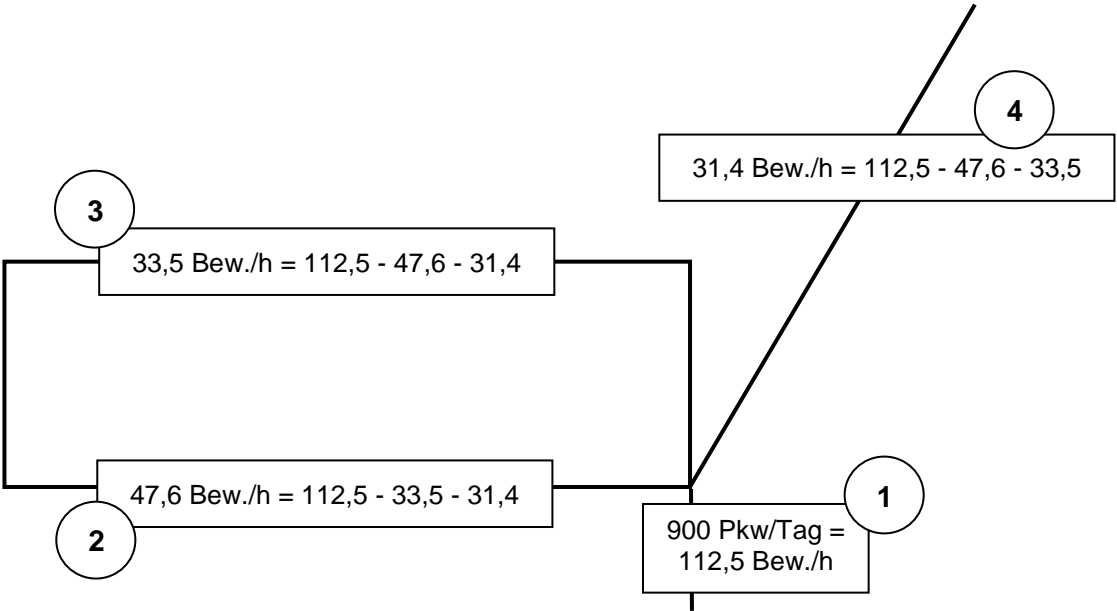 4
31,4 Bew./h = 112,5 - 47,6 - 33,5
3
33,5 Bew./h = 112,5 - 47,6 - 31,4
47,6 Bew./h = 112,5 - 33,5 - 31,4
2
1
900 Pkw/Tag =
112,5 Bew./h